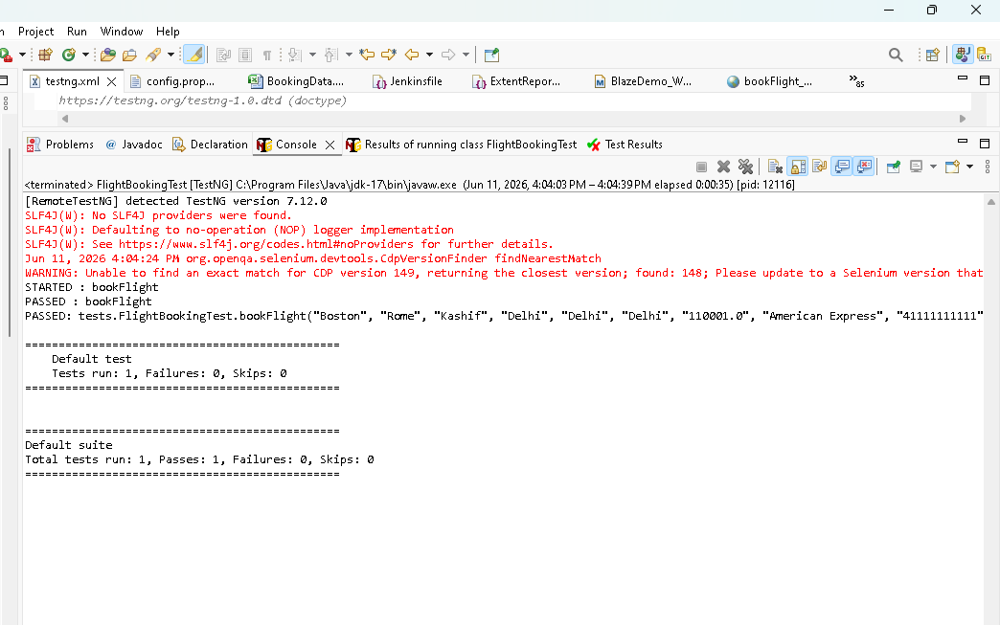 Project Run Window Help
testng.xml config.prop... BookingData.... Jenkinsfile ExtentRepor... BlazeDemo_W... bookFlight_... »85
https://testng.org/testng-1.0.dtd (doctype)
Problems @ Javadoc Declaration Console Results of running class FlightBookingTest Test Results
<terminated> FlightBookingTest [TestNG] C:\Program Files\Java\jdk-17\bin\javaw.exe (Jun 11, 2026, 4:04:03 PM – 4:04:39 PM elapsed 0:00:35) [pid: 12116]
[RemoteTestNG] detected TestNG version 7.12.0
SLF4J(W): No SLF4J providers were found.
SLF4J(W): Defaulting to no-operation (NOP) logger implementation
SLF4J(W): See https://www.slf4j.org/codes.html#noProviders for further details.
Jun 11, 2026 4:04:24 PM org.openqa.selenium.devtools.CdpVersionFinder findNearestMatch
WARNING: Unable to find an exact match for CDP version 149, returning the closest version; found: 148; Please update to a Selenium version that
STARTED : bookFlight
PASSED : bookFlight
PASSED: tests.FlightBookingTest.bookFlight("Boston", "Rome", "Kashif", "Delhi", "Delhi", "Delhi", "110001.0", "American Express", "41111111111"
===============================================
Default test
Tests run: 1, Failures: 0, Skips: 0
===============================================
===============================================
Default suite
Total tests run: 1, Passes: 1, Failures: 0, Skips: 0
===============================================